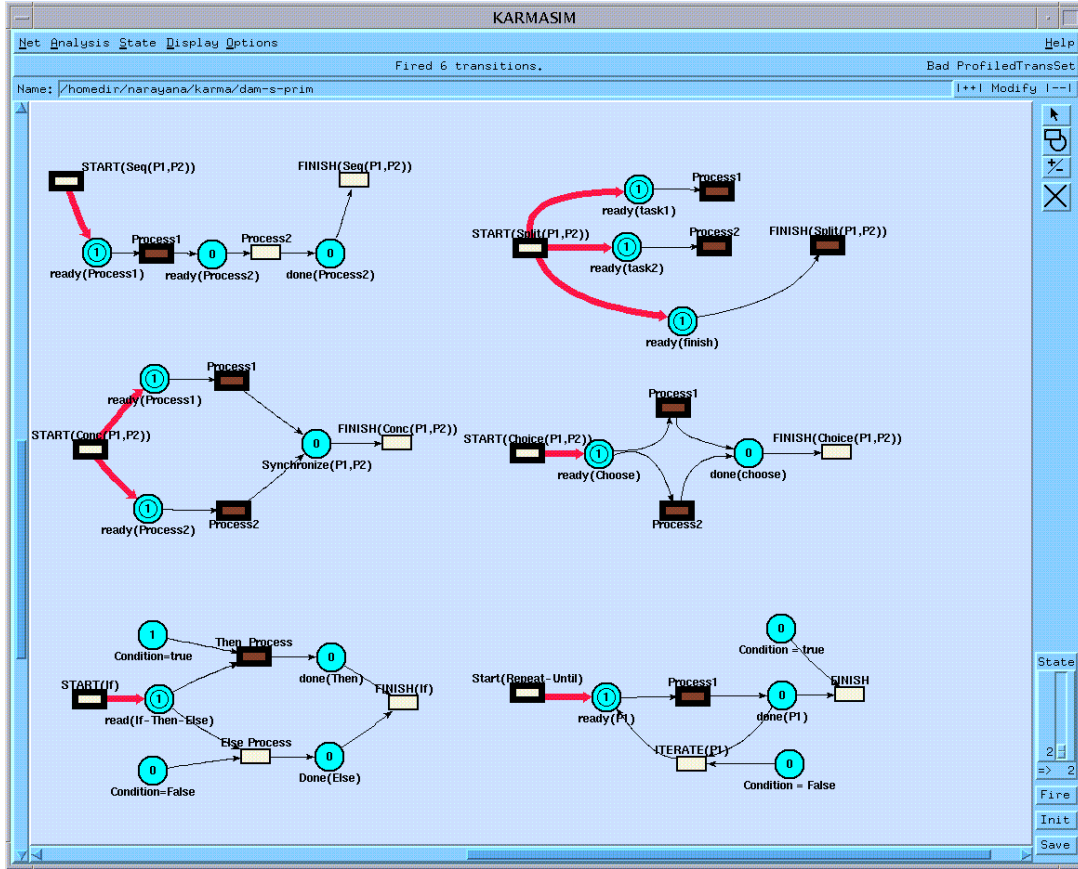 KARMASIM
Net Analysis State Display Options Help
Fired 6 transitions. Bad ProfiledTransSet
Name: /homedir/narayana/karma/dam-s-prim |++| Modify |--|
START(Seq(P1,P2))
FINISH(Seq(P1,P2))
1
ready(Process1)
Process1
0
ready(Process2)
Process2
0
done(Process2)
START(Split(P1,P2))
1
ready(task1)
Process1
1
ready(task2)
Process2
FINISH(Split(P1,P2))
1
ready(finish)
START(Conc(P1,P2))
1
ready(Process1)
Process1
0
Synchronize(P1,P2)
FINISH(Conc(P1,P2))
1
ready(Process2)
Process2
START(Choice(P1,P2))
1
ready(Choose)
Process1
Process2
0
done(choose)
FINISH(Choice(P1,P2))
1
Condition=true
Then Process
0
done(Then)
START(If)
1
read(If-Then-Else)
FINISH(If)
Else Process
0
Done(Else)
0
Condition=False
0
Condition = true
Start(Repeat-Until)
1
ready(P1)
Process1
0
done(P1)
FINISH
ITERATE(P1)
0
Condition = False
+/-
State
2
=> 2
Fire
Init
Save